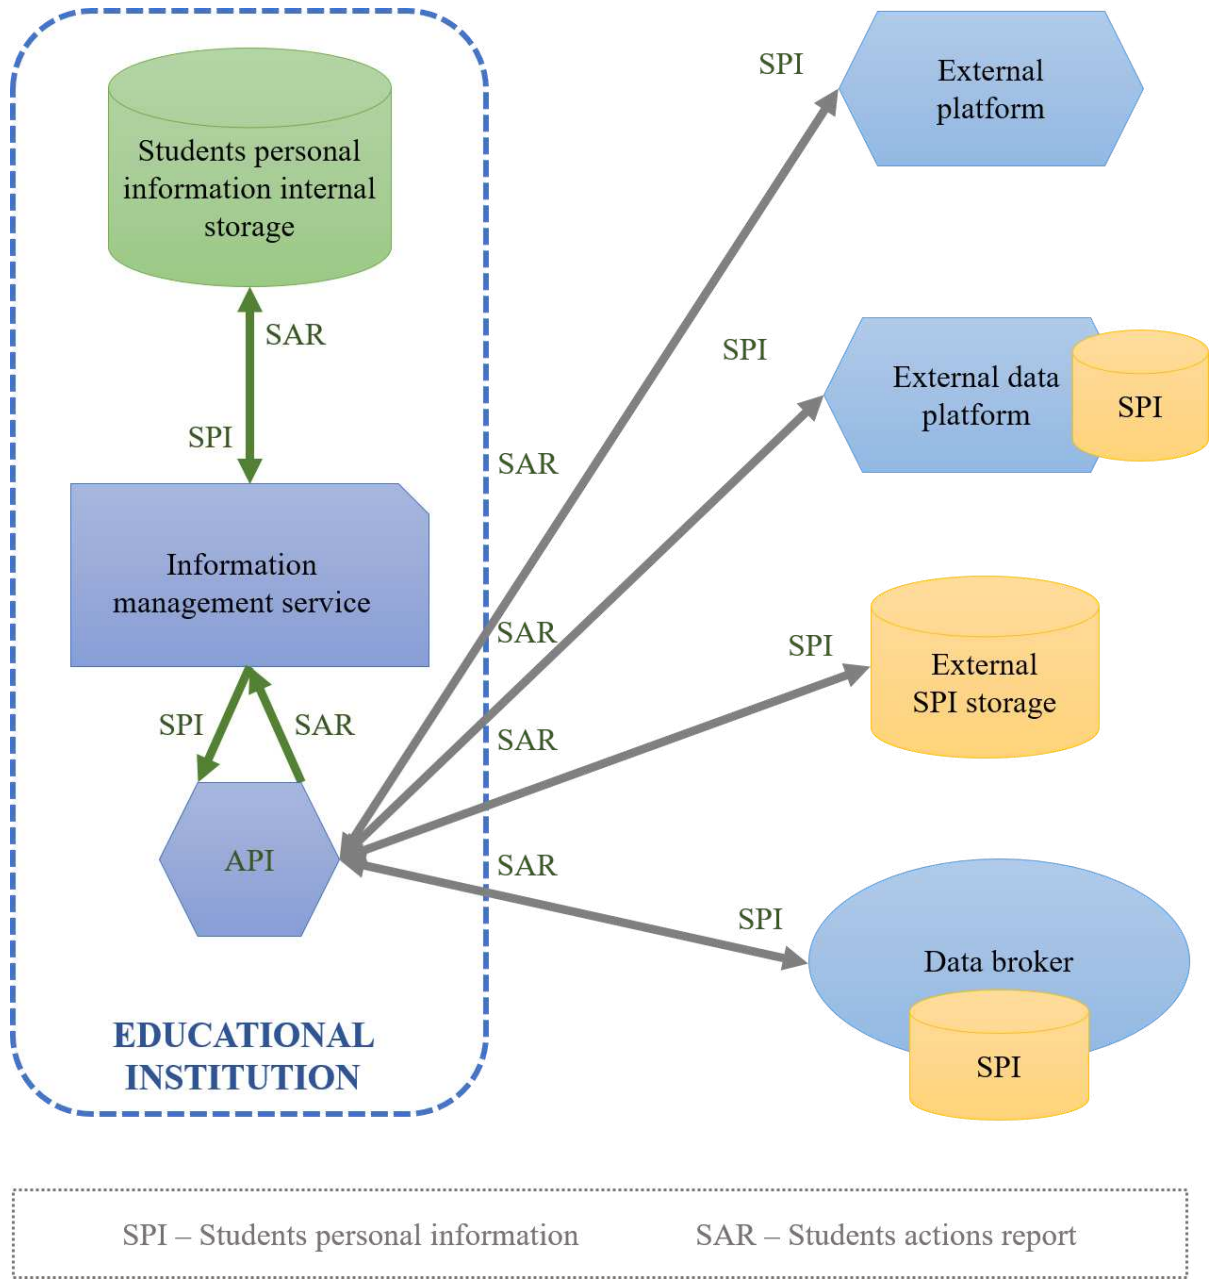 Students personal
information internal
storage
SAR
SPI
Information
management service
SPI
SAR
API
EDUCATIONAL
INSTITUTION
SPI
External
platform
SAR
SPI
External data
platform
SPI
SAR
SPI
External
SPI storage
SAR
SAR
SPI
Data broker
SPI
SPI – Students personal information
SAR – Students actions report